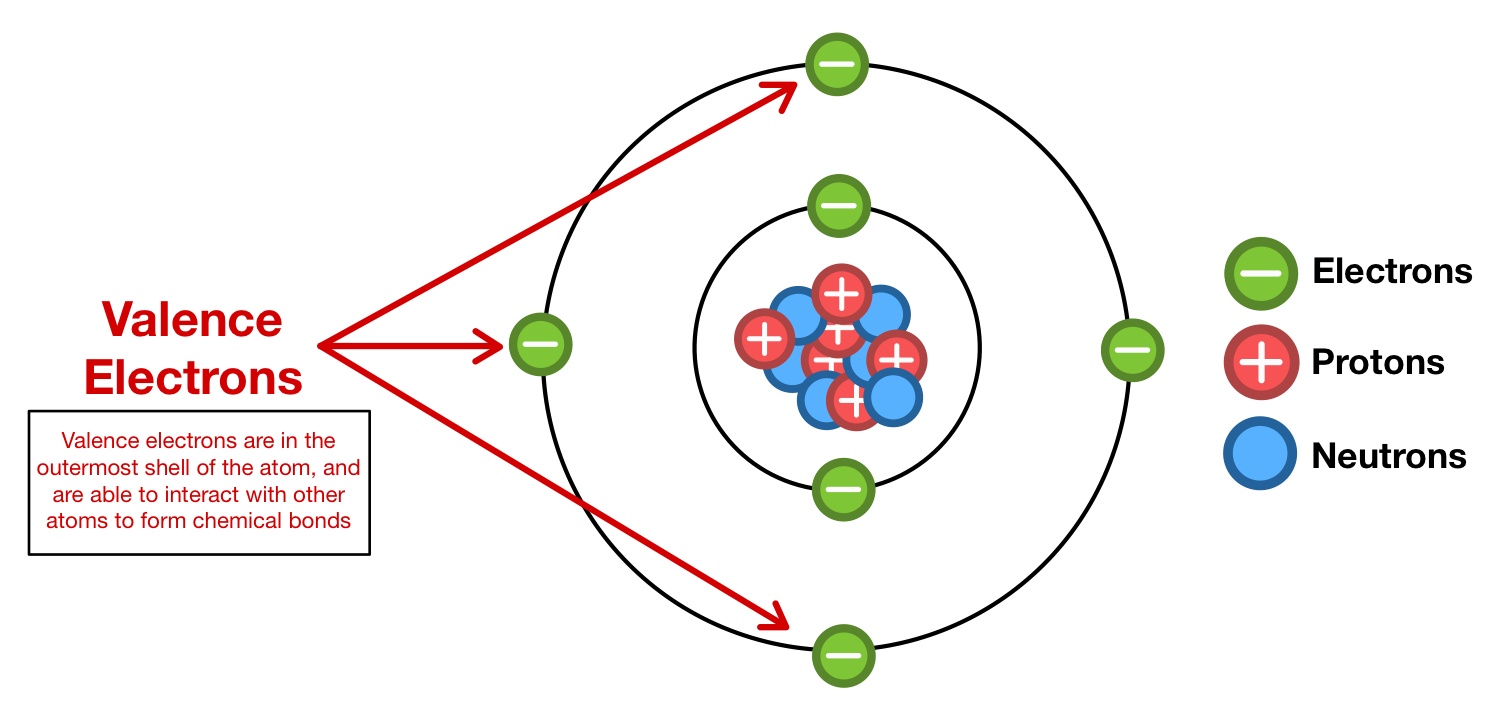 Valence
Electrons
Valence electrons are in the
outermost shell of the atom, and
are able to interact with other
atoms to form chemical bonds
Electrons
Protons
Neutrons